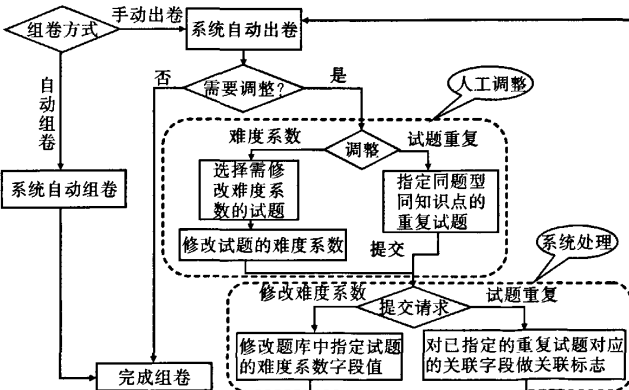 组卷方式
手动出卷
系统自动出卷
否
需要调整?
是
人工调整
自动组卷
难度系数
调整
试题重复
系统自动组卷
选择需修
改难度系
数的试题
指定同题型
同知识点的
重复试题
修改试题的难度系数
提交
系统处理
修改难度系数
提交请求
试题重复
修改题库中指定试题
的难度系数字段值
对已指定的重复试题对应
的关联字段做关联标志
完成组卷